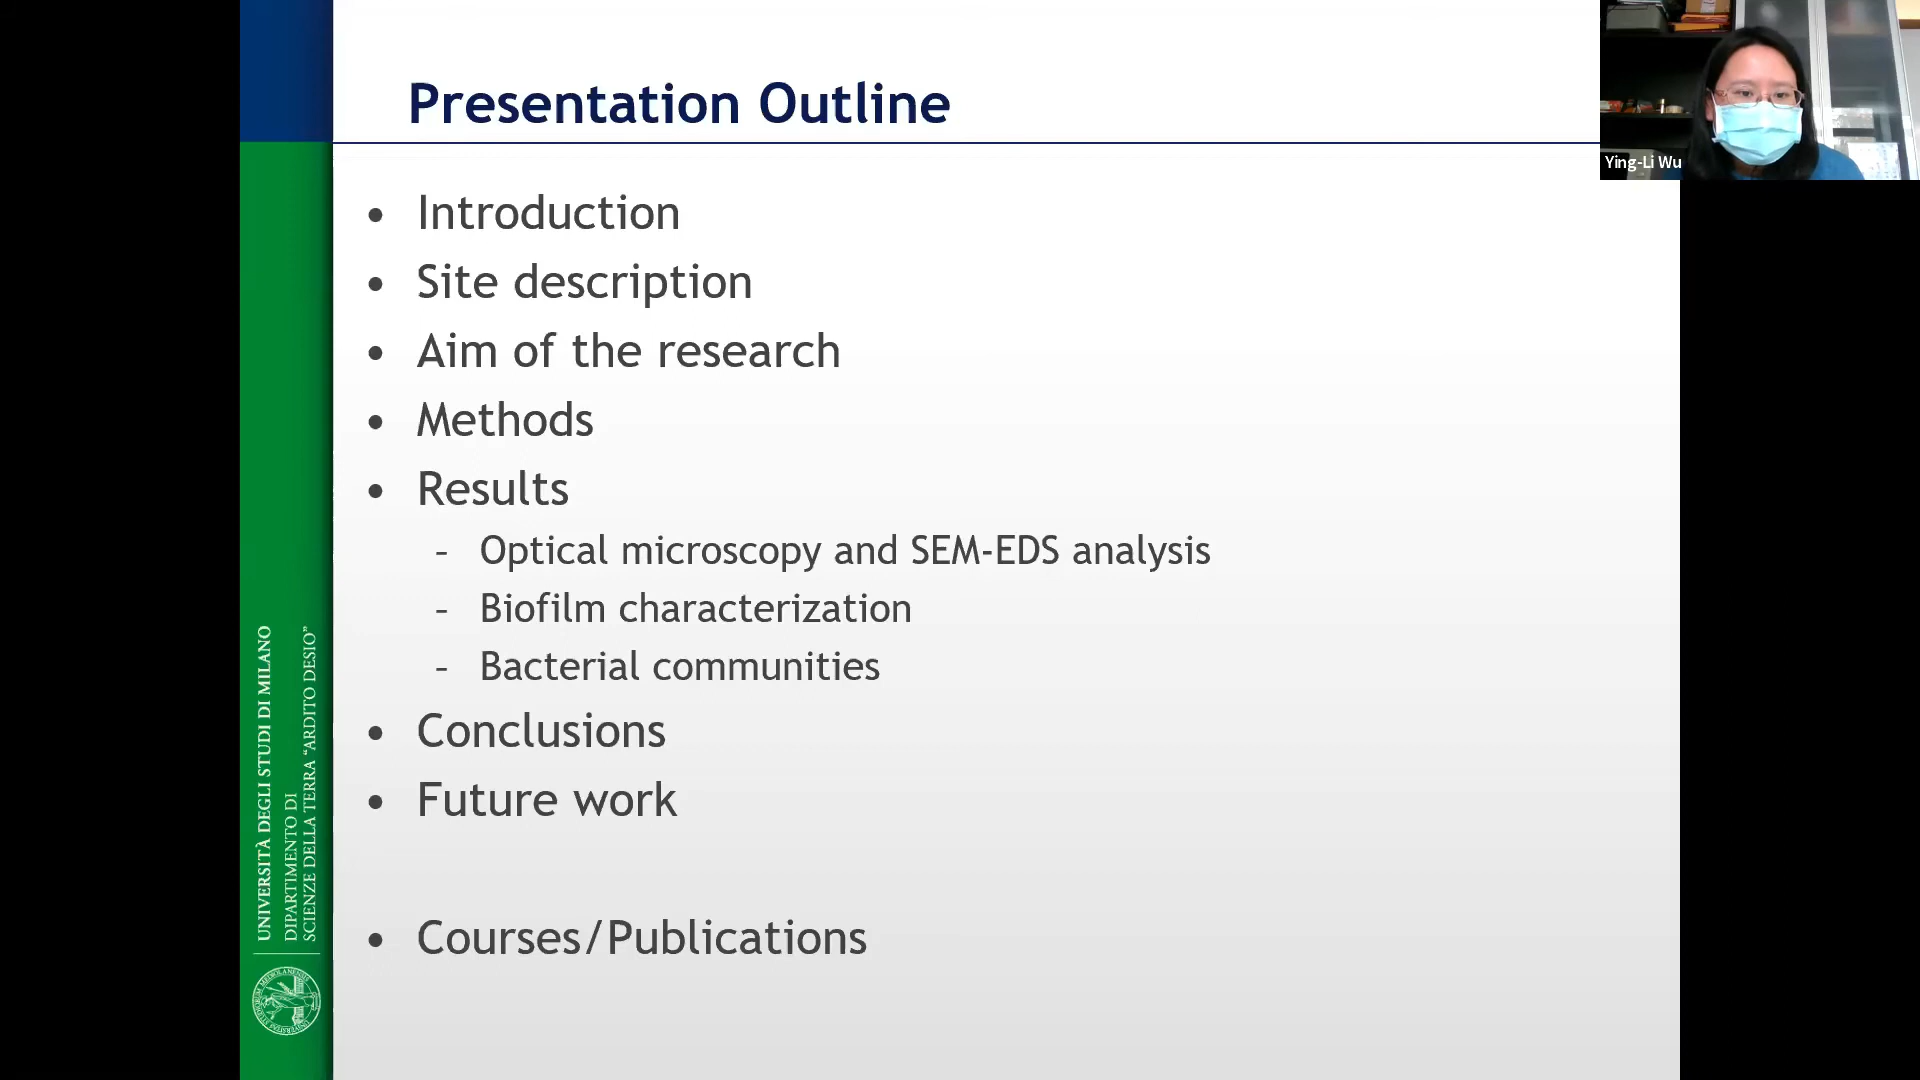 Presentation Outline
Ying-Li Wu
• Introduction
• Site description
• Aim of the research
• Methods
• Results
– Optical microscopy and SEM-EDS analysis
– Biofilm characterization
– Bacterial communities
• Conclusions
• Future work
• Courses/Publications
UNIVERSITÀ DEGLI STUDI DI MILANO
DIPARTIMENTO DI
SCIENZE DELLA TERRA “ARDITO DESIO”